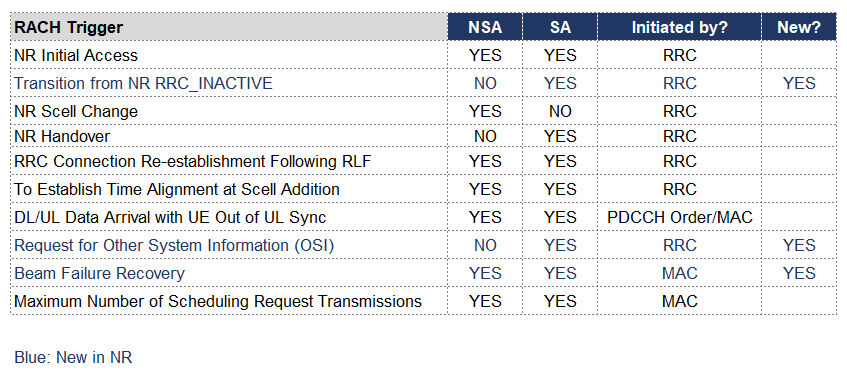 RACH Trigger NSA SA Initiated by? New?
NR Initial Access YES YES RRC
Transition from NR RRC_INACTIVE NO YES RRC YES
NR Scell Change YES NO RRC
NR Handover NO YES RRC
RRC Connection Re-establishment Following RLF YES YES RRC
To Establish Time Alignment at Scell Addition YES YES RRC
DL/UL Data Arrival with UE Out of UL Sync YES YES PDCCH Order/MAC
Request for Other System Information (OSI) NO YES RRC YES
Beam Failure Recovery YES YES MAC YES
Maximum Number of Scheduling Request Transmissions YES YES MAC
Blue: New in NR